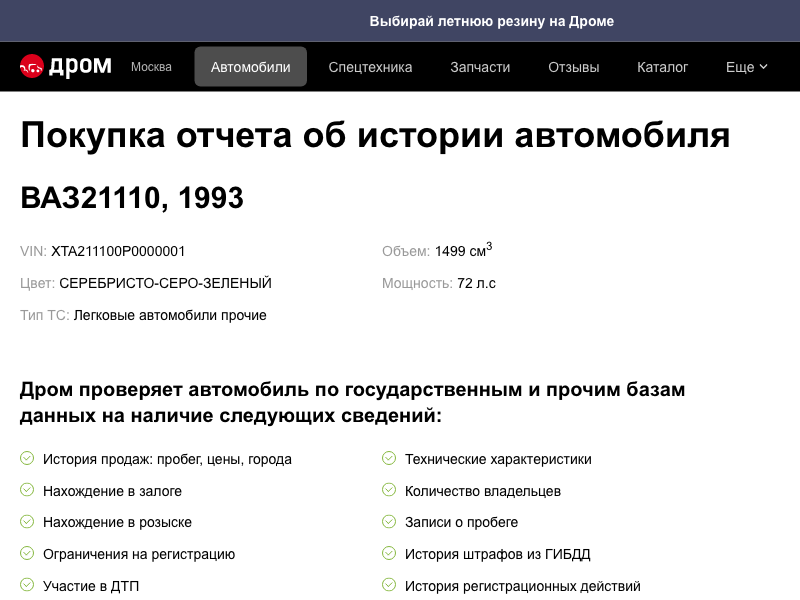 Выбирай летнюю резину на Дроме
дром Москва Автомобили Спецтехника Запчасти Отзывы Каталог Еще
Покупка отчета об истории автомобиля
ВАЗ21110, 1993
VIN: XTA211100P0000001
Объем: 1499 см3
Цвет: СЕРЕБРИСТО-СЕРО-ЗЕЛЕНЫЙ
Мощность: 72 л.с
Тип ТС: Легковые автомобили прочие
Дром проверяет автомобиль по государственным и прочим базам
данных на наличие следующих сведений:
История продаж: пробег, цены, города
Технические характеристики
Нахождение в залоге
Количество владельцев
Нахождение в розыске
Записи о пробеге
Ограничения на регистрацию
История штрафов из ГИБДД
Участие в ДТП
История регистрационных действий